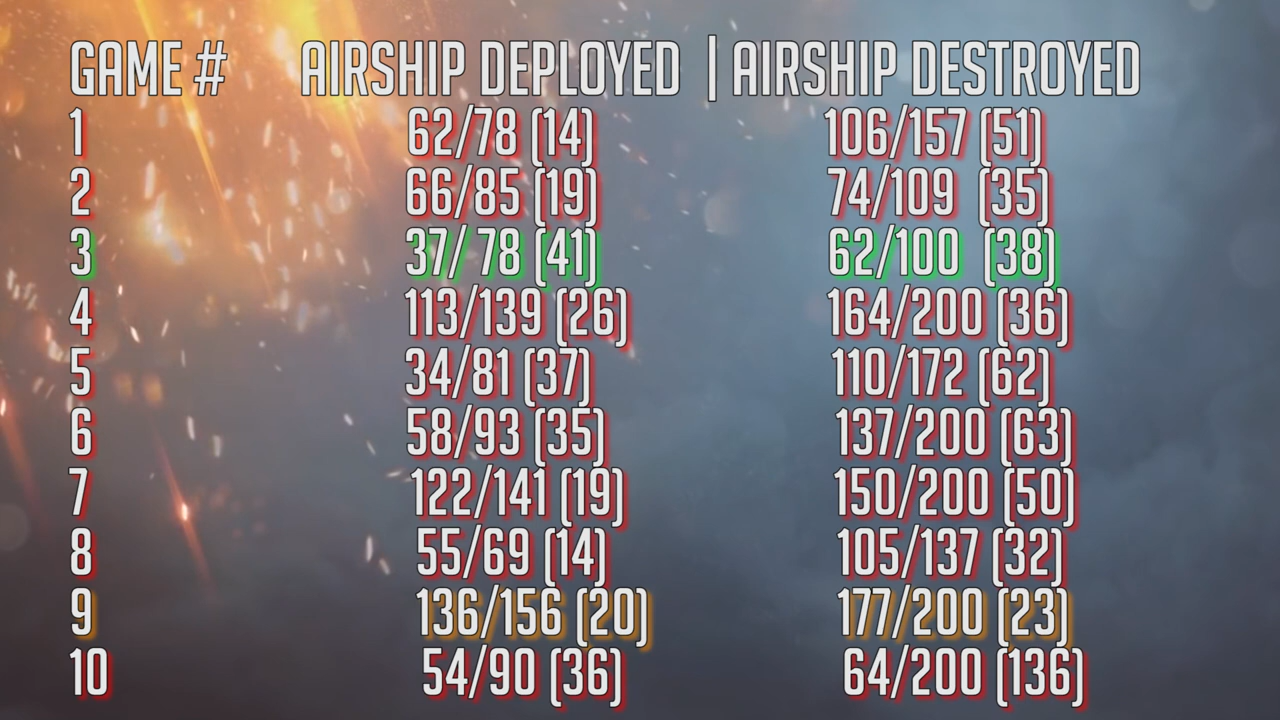 GAME # AIRSHIP DEPLOYED | AIRSHIP DESTROYED
1 62/78 (14) 106/157 (51)
2 66/85 (19) 74/109 (35)
3 37/ 78 (41) 62/100 (38)
4 113/139 (26) 164/200 (36)
5 34/81 (37) 110/172 (62)
6 58/93 (35) 137/200 (63)
7 122/141 (19) 150/200 (50)
8 55/69 (14) 105/137 (32)
9 136/156 (20) 177/200 (23)
10 54/90 (36) 64/200 (136)